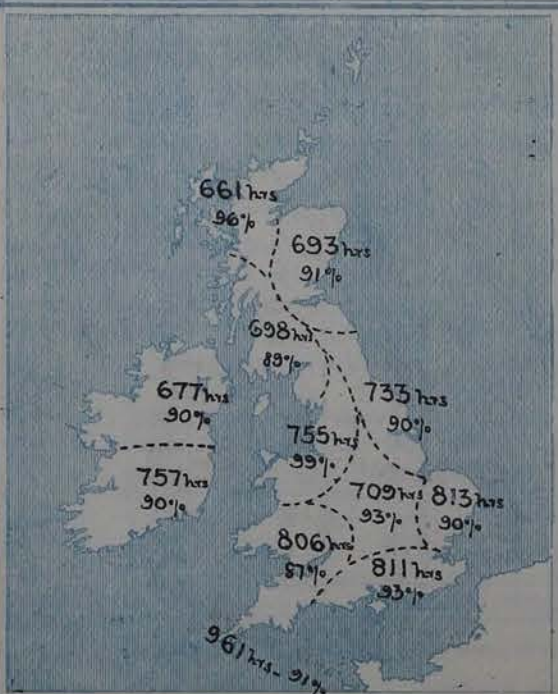 661 hrs
96%
693 hrs
91%
698 hrs
89%
677 hrs
90%
733 hrs
90%
755 hrs
99%
757 hrs
90%
709 hrs
93%
813 hrs
90%
806 hrs
87%
811 hrs
93%
961 hrs - 91%